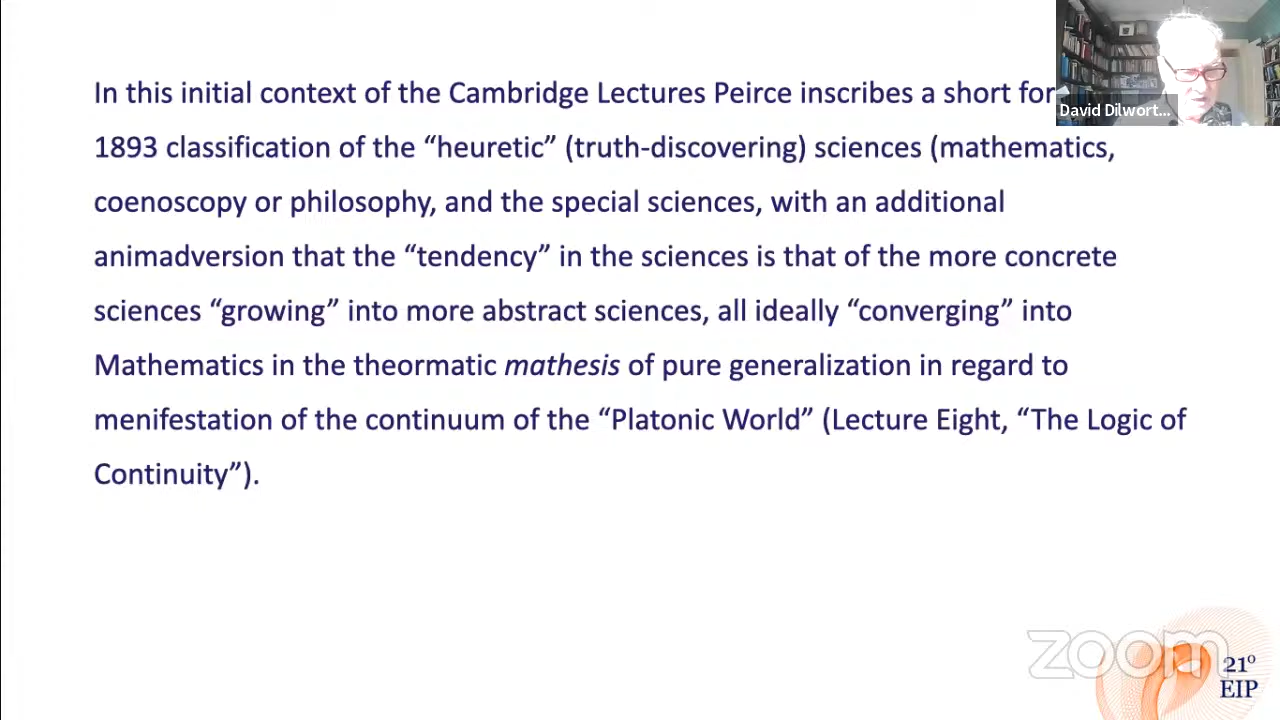 In this initial context of the Cambridge Lectures Peirce inscribes a short
1893 classification of the “heuretic” (truth-discovering) sciences (mathematics,
coenoscopy or philosophy, and the special sciences, with an additional
animadversion that the “tendency” in the sciences is that of the more concrete
sciences “growing” into more abstract sciences, all ideally “converging” into
Mathematics in the theormatic mathesis of pure generalization in regard to
menifestation of the continuum of the “Platonic World” (Lecture Eight, “The Logic of
Continuity”).
David Dilwort...
zoom
21º
EIP